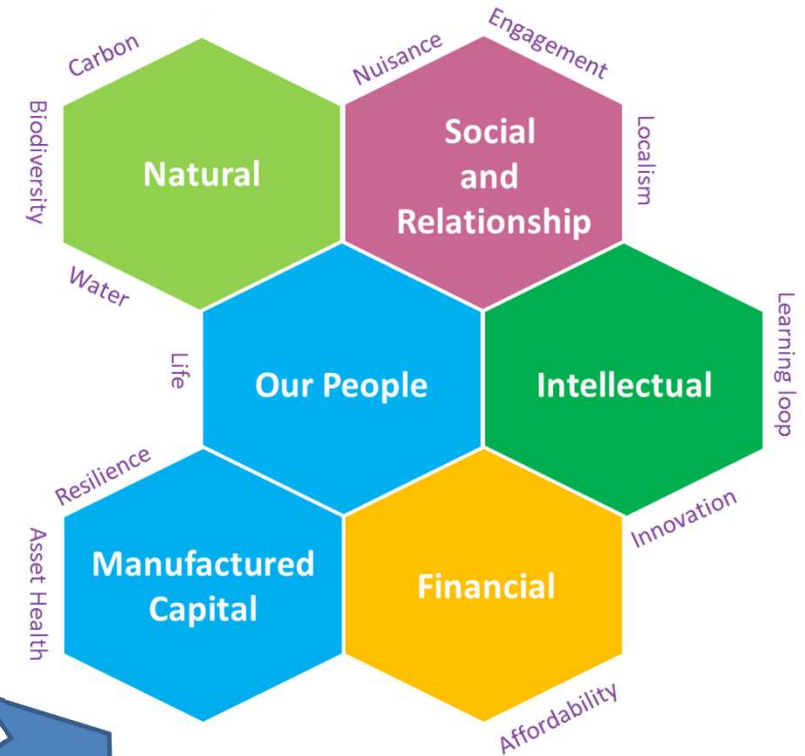 Carbon
Biodiversity
Natural
Water
Nuisance
Engagement
Social
and
Relationship
Localism
Life
Our People
Intellectual
Learning loop
Innovation
Resilience
Asset Health
Manufactured
Capital
Financial
Affordability